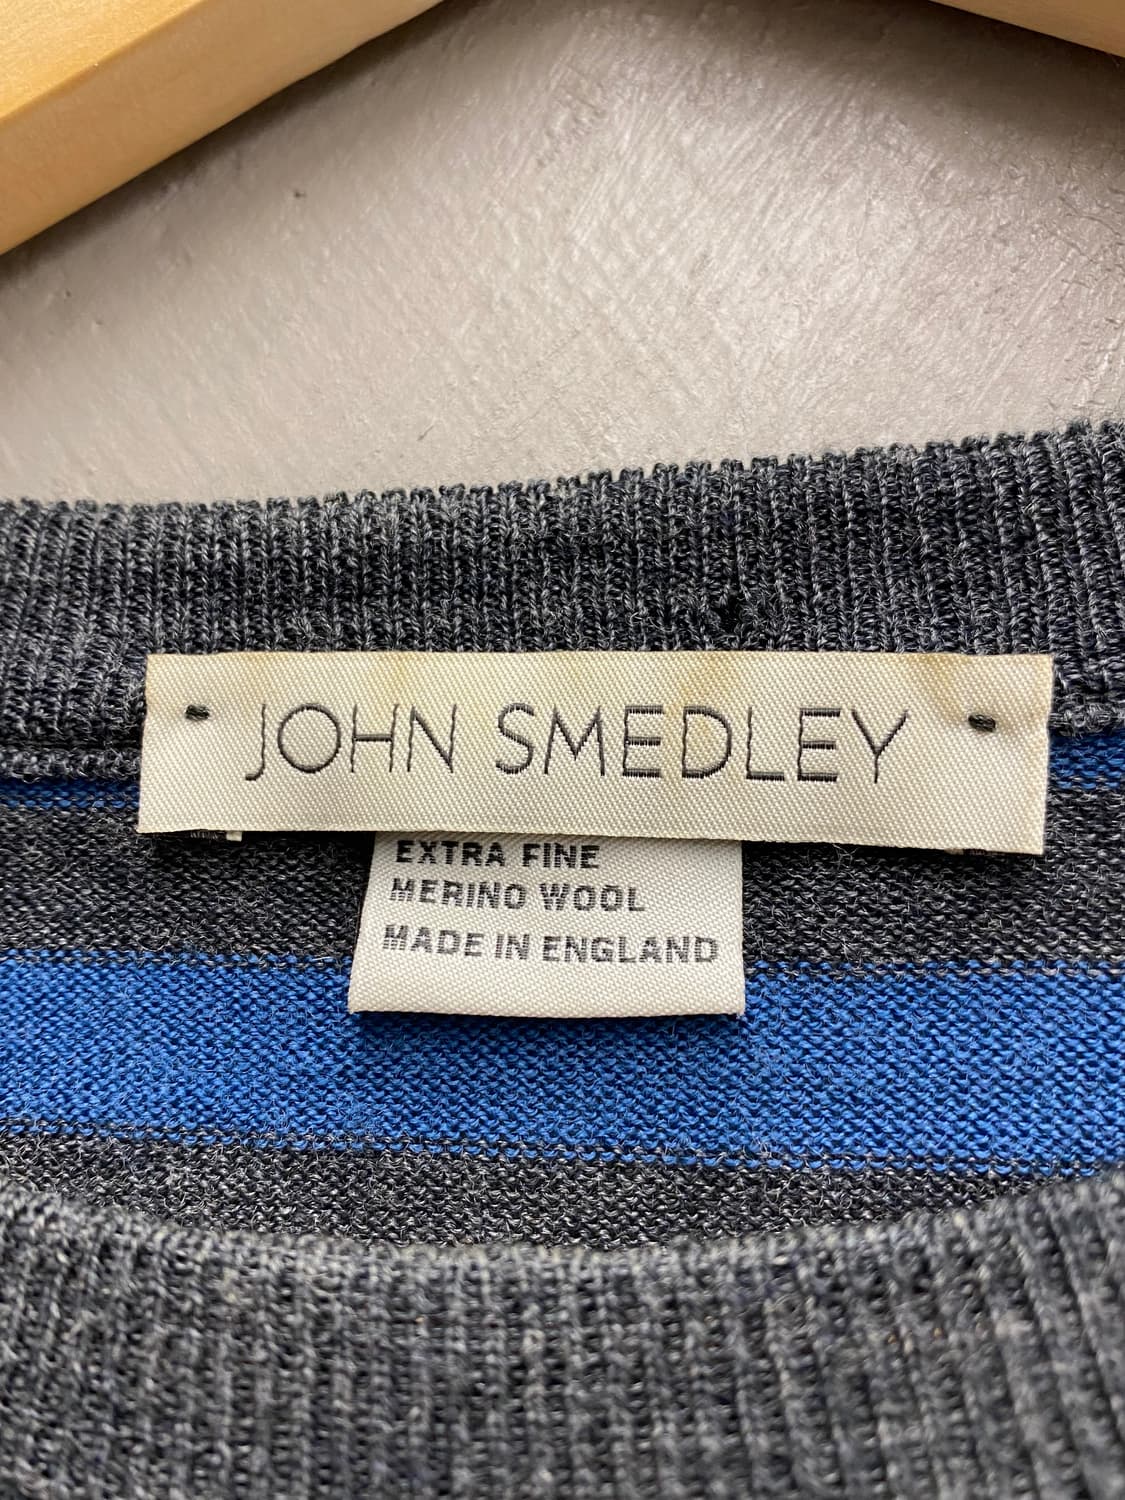 JOHN SMEDLEY
EXTRA FINE
MERINO WOOL
MADE IN ENGLAND